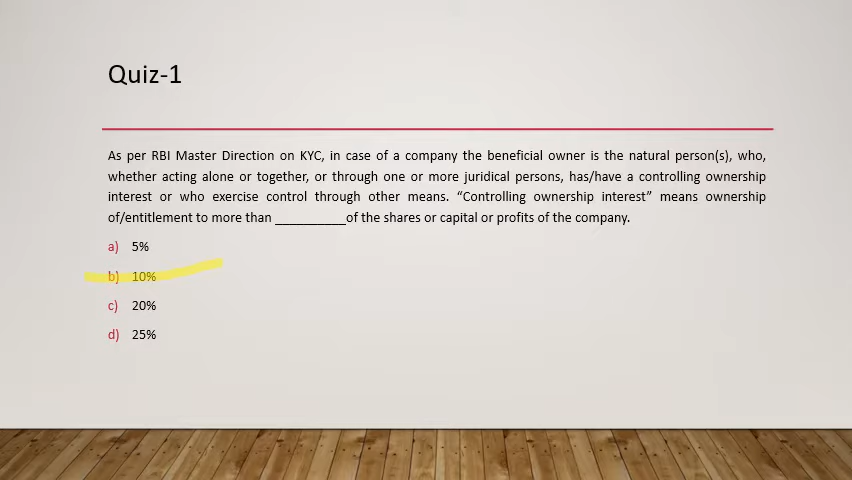 Quiz-1
As per RBI Master Direction on KYC, in case of a company the beneficial owner is the natural person(s), who,
whether acting alone or together, or through one or more juridical persons, has/have a controlling ownership
interest or who exercise control through other means. “Controlling ownership interest” means ownership
of/entitlement to more than __________of the shares or capital or profits of the company.
a) 5%
b) 10%
c) 20%
d) 25%